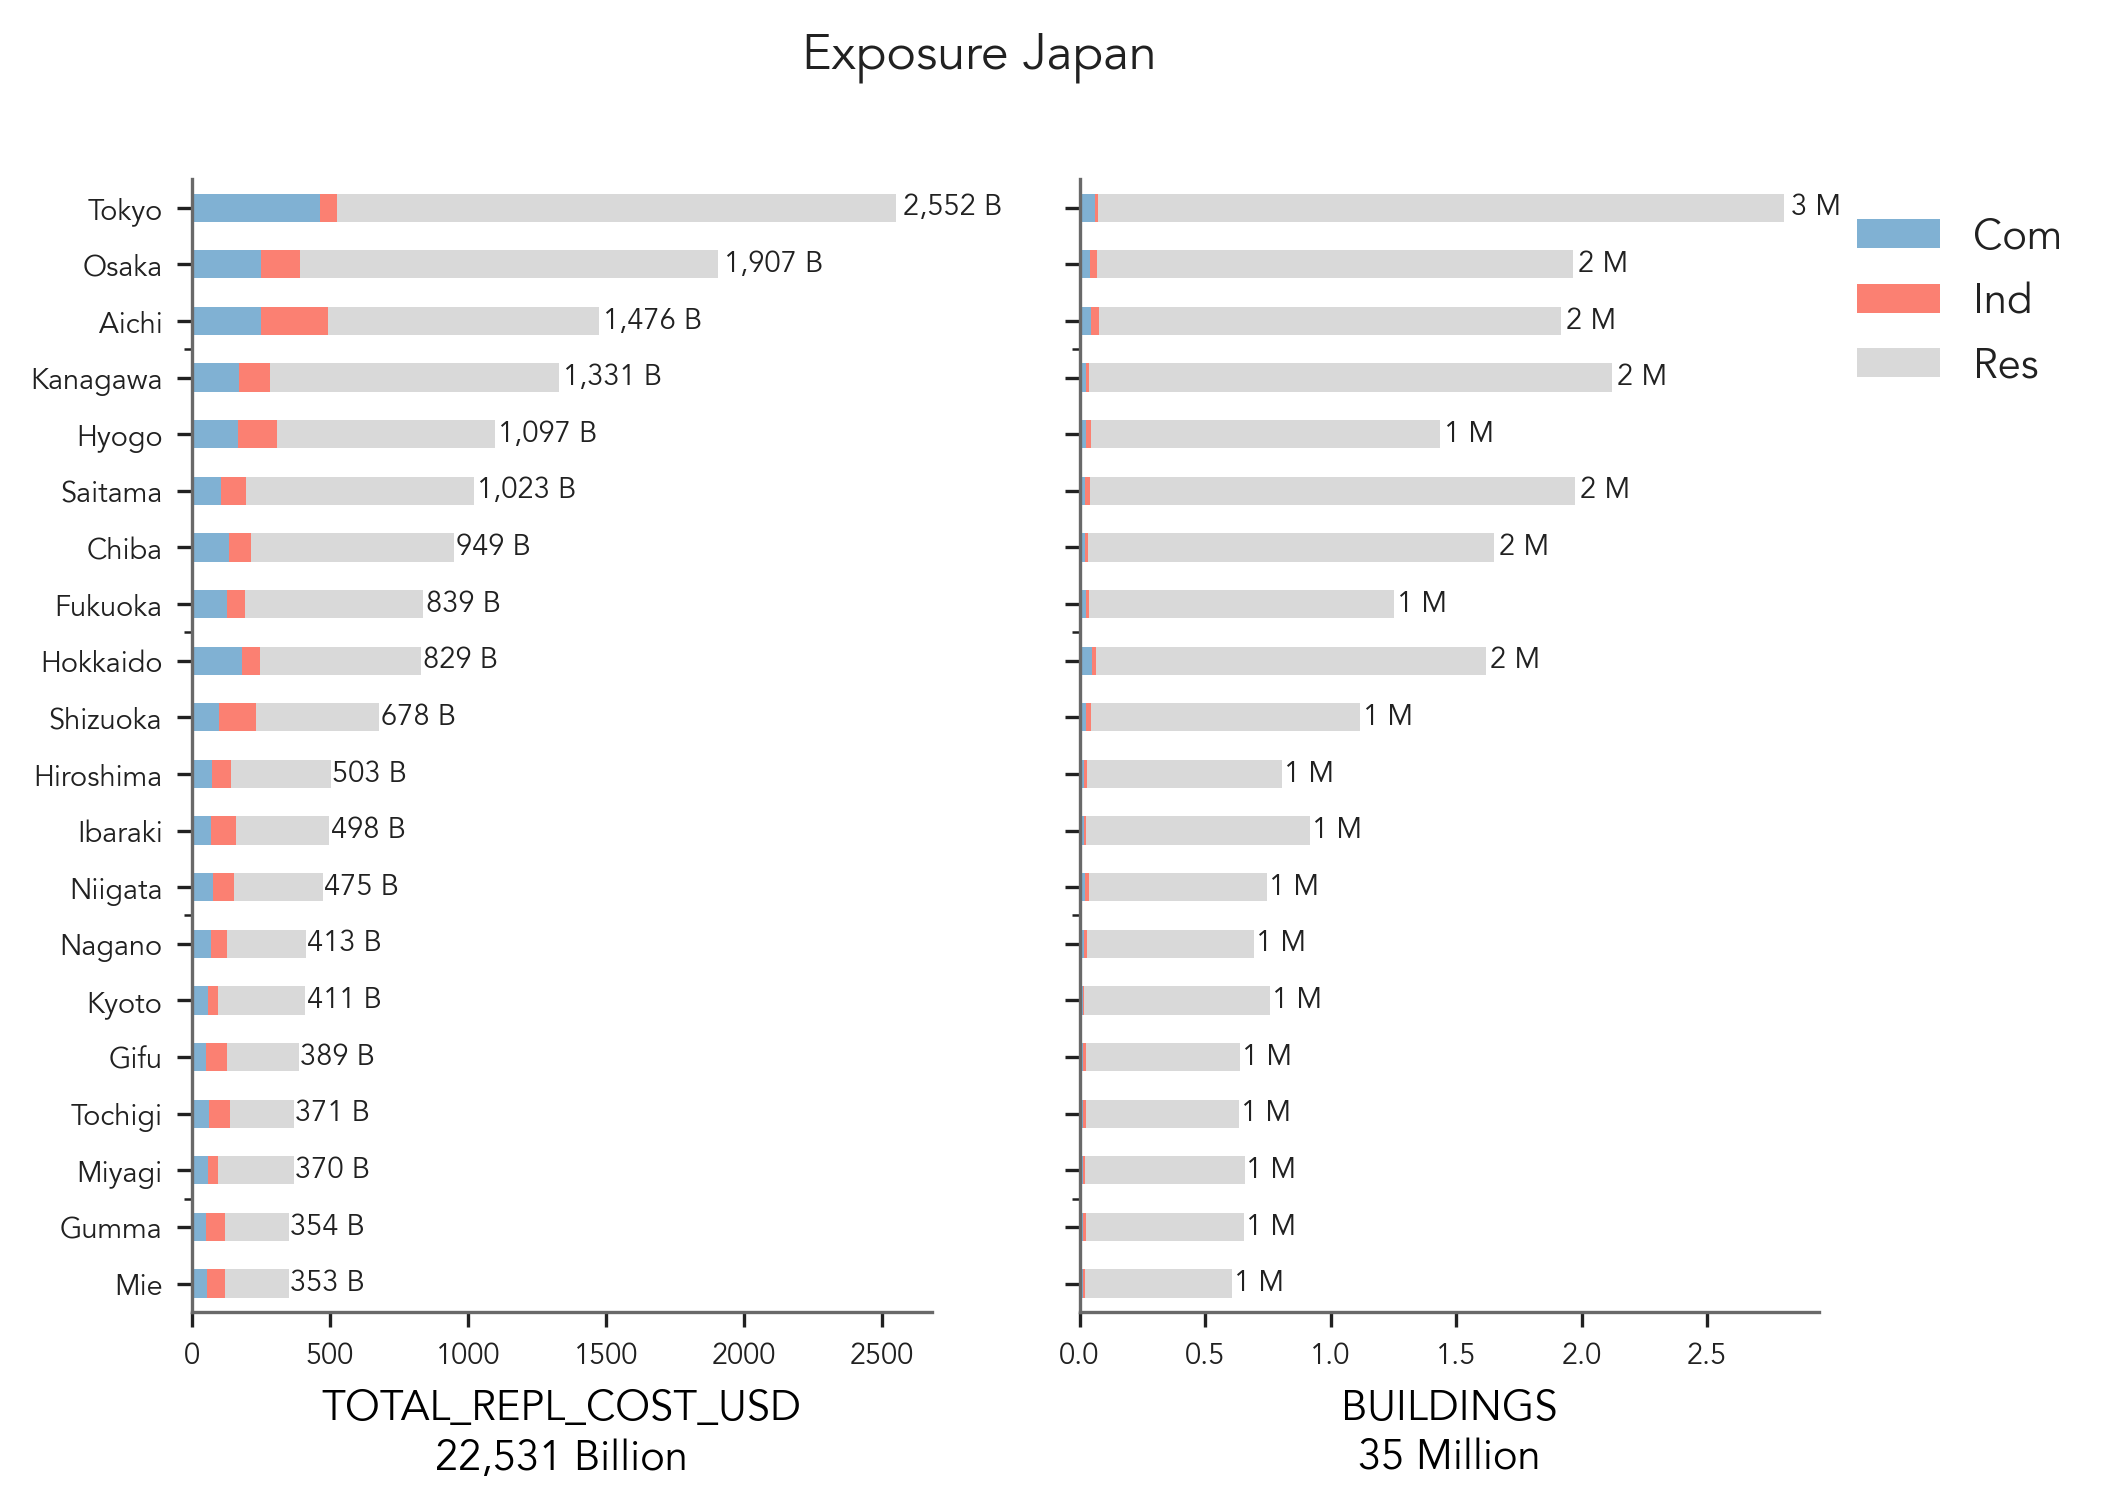 Exposure Japan
Tokyo 2,552 B 3 M
Osaka 1,907 B 2 M
Aichi 1,476 B 2 M
Kanagawa 1,331 B 2 M
Hyogo 1,097 B 1 M
Saitama 1,023 B 2 M
Chiba 949 B 2 M
Fukuoka 839 B 1 M
Hokkaido 829 B 2 M
Shizuoka 678 B 1 M
Hiroshima 503 B 1 M
Ibaraki 498 B 1 M
Niigata 475 B 1 M
Nagano 413 B 1 M
Kyoto 411 B 1 M
Gifu 389 B 1 M
Tochigi 371 B 1 M
Miyagi 370 B 1 M
Gumma 354 B 1 M
Mie 353 B 1 M
Com
Ind
Res
0 500 1000 1500 2000 2500
0.0 0.5 1.0 1.5 2.0 2.5
TOTAL_REPL_COST_USD
22,531 Billion
BUILDINGS
35 Million